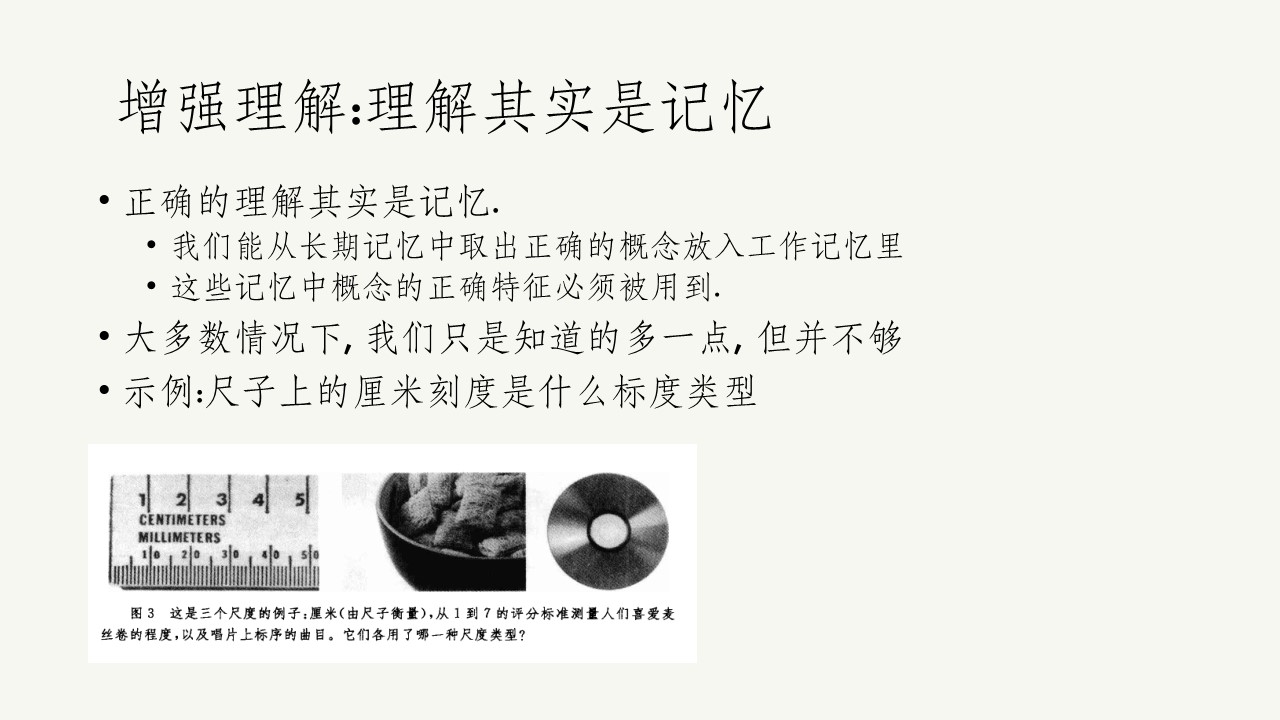 增强理解:理解其实是记忆
• 正确的理解其实是记忆.
• 我们能从长期记忆中取出正确的概念放入工作记忆里
• 这些记忆中概念的正确特征必须被用到.
• 大多数情况下, 我们只是知道的多一点, 但并不够
• 示例:尺子上的厘米刻度是什么标度类型
1 2 3 4 5
CENTIMETERS
MILLIMETERS
10 20 30 40 50
图3 这是三个尺度的例子:厘米(由尺子衡量),从1到7的评分标准测量人们喜爱麦
丝卷的程度,以及唱片上标序的曲目。它们各用了哪一种尺度类型?